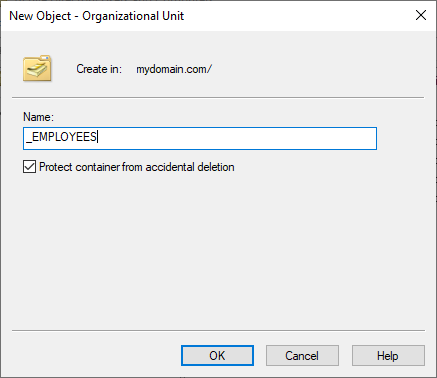 New Object - Organizational Unit
Create in: mydomain.com/
Name:
_EMPLOYEES
Protect container from accidental deletion
OK Cancel Help